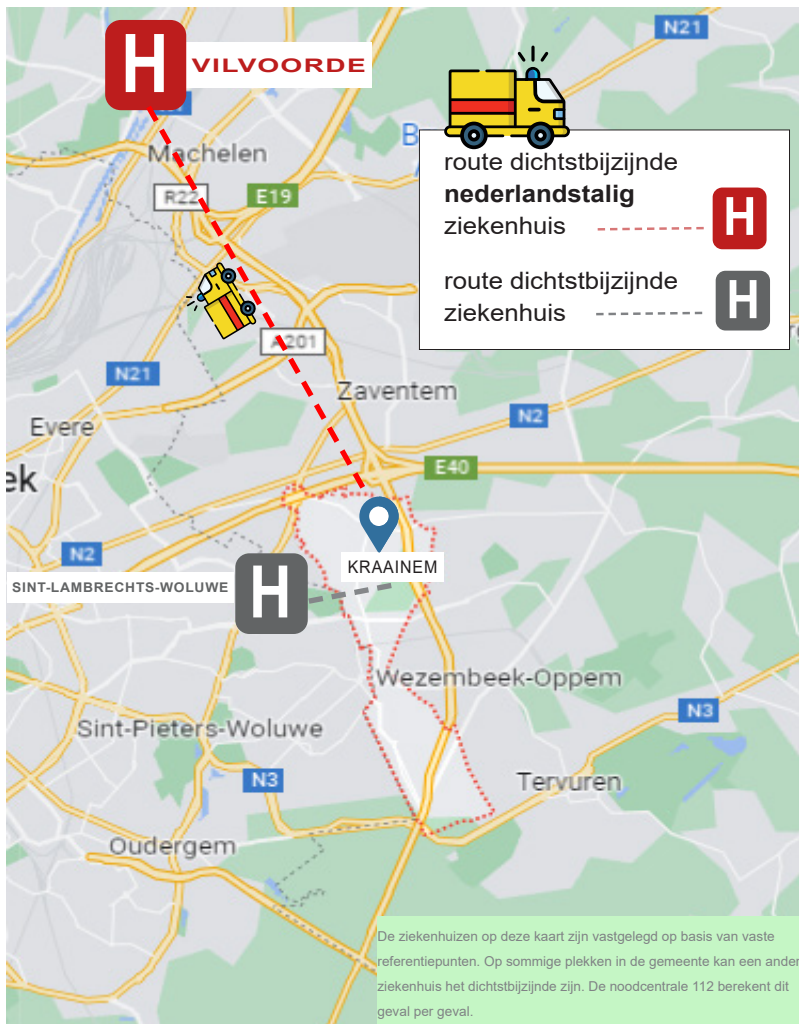 N21
H
VILVOORDE
Machelen
R22
E19
route dichtstbijzijnde
nederlandstalig
ziekenhuis
H
route dichtstbijzijnde
ziekenhuis
H
A201
N21
Zaventem
N2
Evere
E40
ek
N2
KRAAINEM
SINT-LAMBRECHTS-WOLUWE
H
Wezembeek-Oppem
N3
Sint-Pieters-Woluwe
N3
Tervuren
Oudergem
De ziekenhuizen op deze kaart zijn vastgelegd op basis van vaste
referentiepunten. Op sommige plekken in de gemeente kan een ander
ziekenhuis het dichtstbijzijnde zijn. De noodcentrale 112 berekent dit
geval per geval.